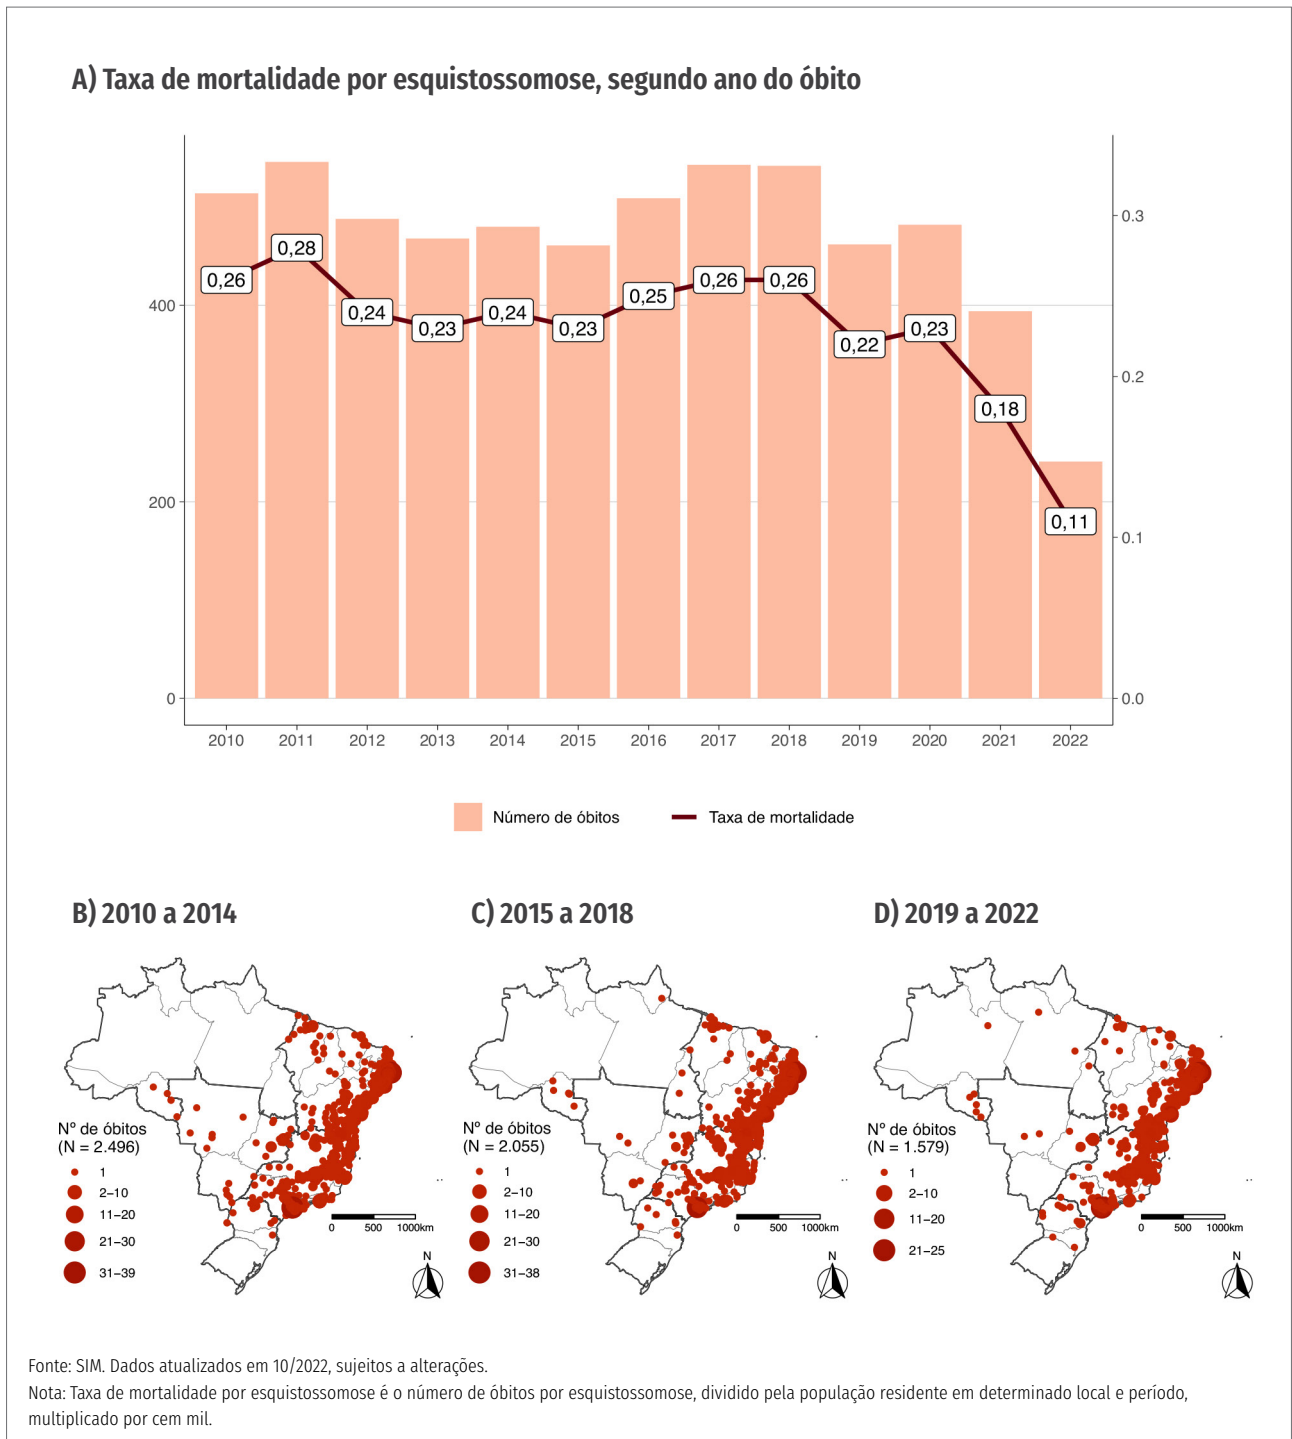 A) Taxa de mortalidade por esquistossomose, segundo ano do óbito
0,26
0,28
0,24
0,23
0,24
0,23
0,25
0,26
0,26
0,22
0,23
0,18
0,11
400
200
0
0.3
0.2
0.1
0.0
2010 2011 2012 2013 2014 2015 2016 2017 2018 2019 2020 2021 2022
Número de óbitos Taxa de mortalidade
B) 2010 a 2014
Nº de óbitos
(N = 2.496)
1
2–10
11–20
21–30
31–39
0 500 1000km
N
C) 2015 a 2018
Nº de óbitos
(N = 2.055)
1
2–10
11–20
21–30
31–38
0 500 1000km
N
D) 2019 a 2022
Nº de óbitos
(N = 1.579)
1
2–10
11–20
21–25
0 500 1000km
N
Fonte: SIM. Dados atualizados em 10/2022, sujeitos a alterações.
Nota: Taxa de mortalidade por esquistossomose é o número de óbitos por esquistossomose, dividido pela população residente em determinado local e período,
multiplicado por cem mil.